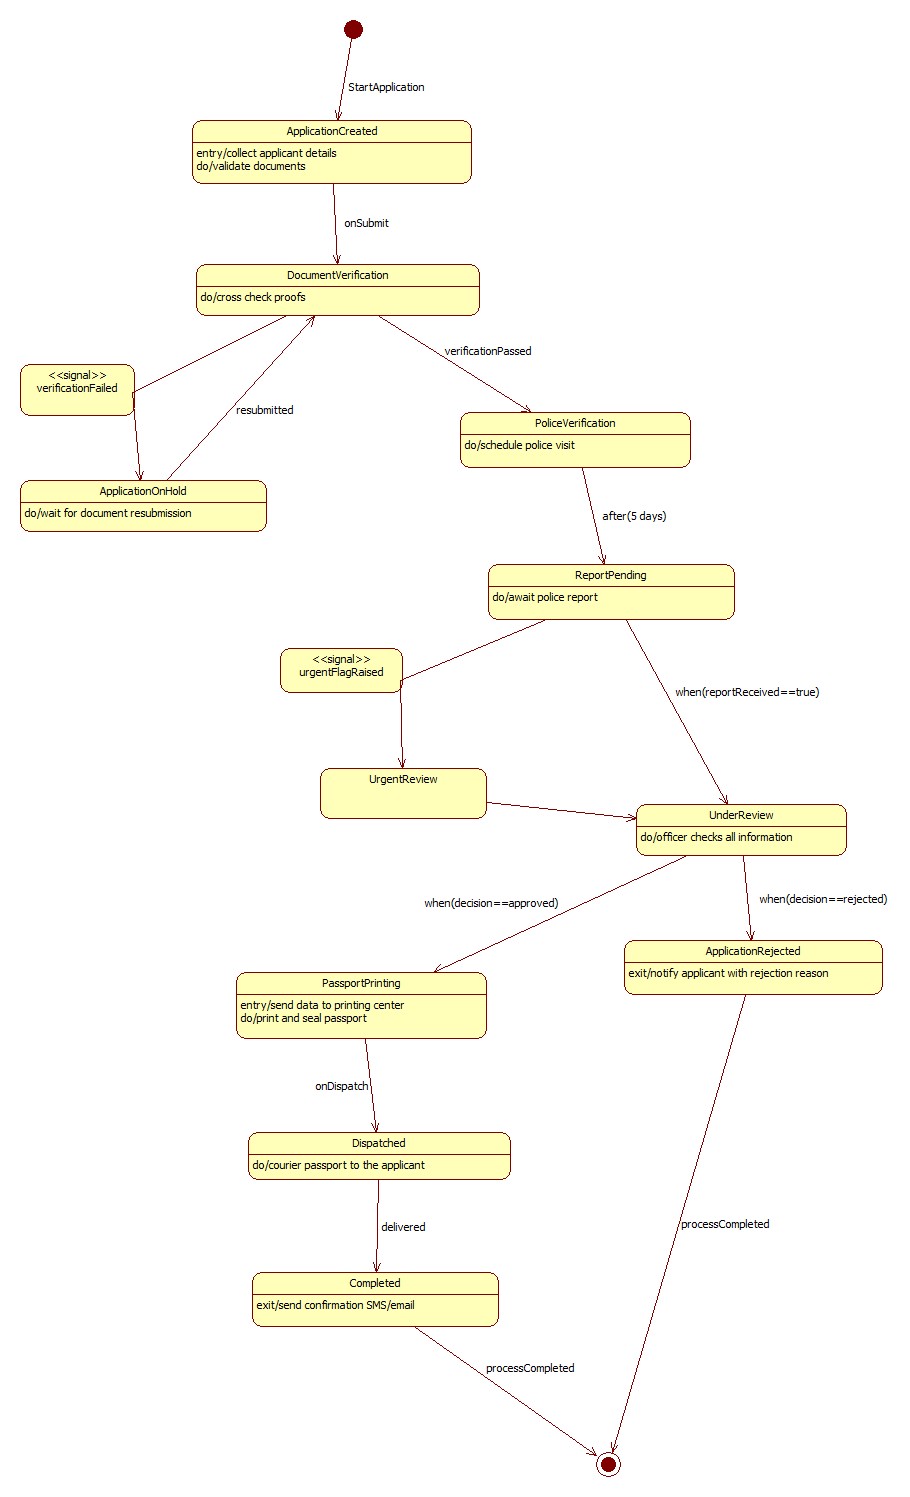 StartApplication
ApplicationCreated
entry/collect applicant details
do/validate documents
onSubmit
DocumentVerification
do/cross check proofs
verificationPassed
<<signal>>
verificationFailed
resubmitted
PoliceVerification
do/schedule police visit
ApplicationOnHold
do/wait for document resubmission
after(5 days)
ReportPending
do/await police report
<<signal>>
urgentFlagRaised
when(reportReceived==true)
UrgentReview
UnderReview
do/officer checks all information
when(decision==approved)
when(decision==rejected)
ApplicationRejected
exit/notify applicant with rejection reason
PassportPrinting
entry/send data to printing center
do/print and seal passport
onDispatch
Dispatched
do/courier passport to the applicant
delivered
processCompleted
Completed
exit/send confirmation SMS/email
processCompleted